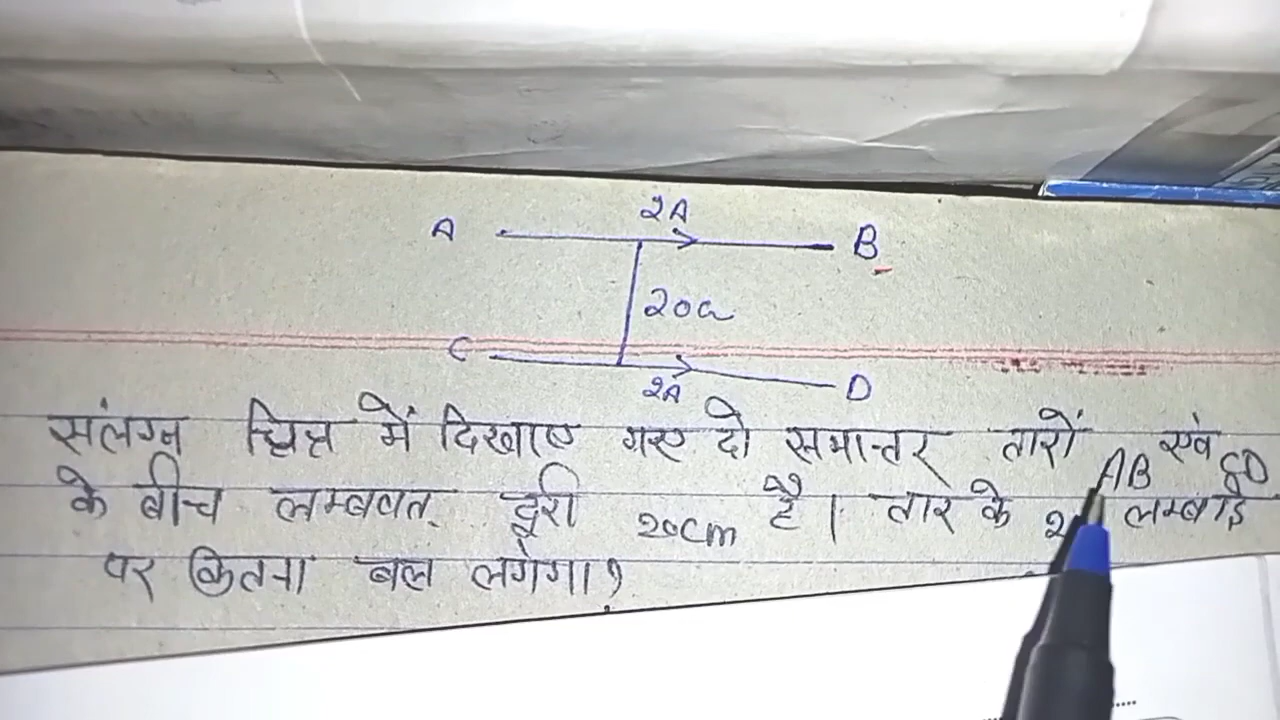 2A
A B
20cm
C D
2A
संलग्न चित्र में दिखाए गए दो समान्तर तारों AB एवं CD
के बीच लम्बवत् दूरी 20cm है। तार के लम्बाई
पर कितना बल लगेगा?